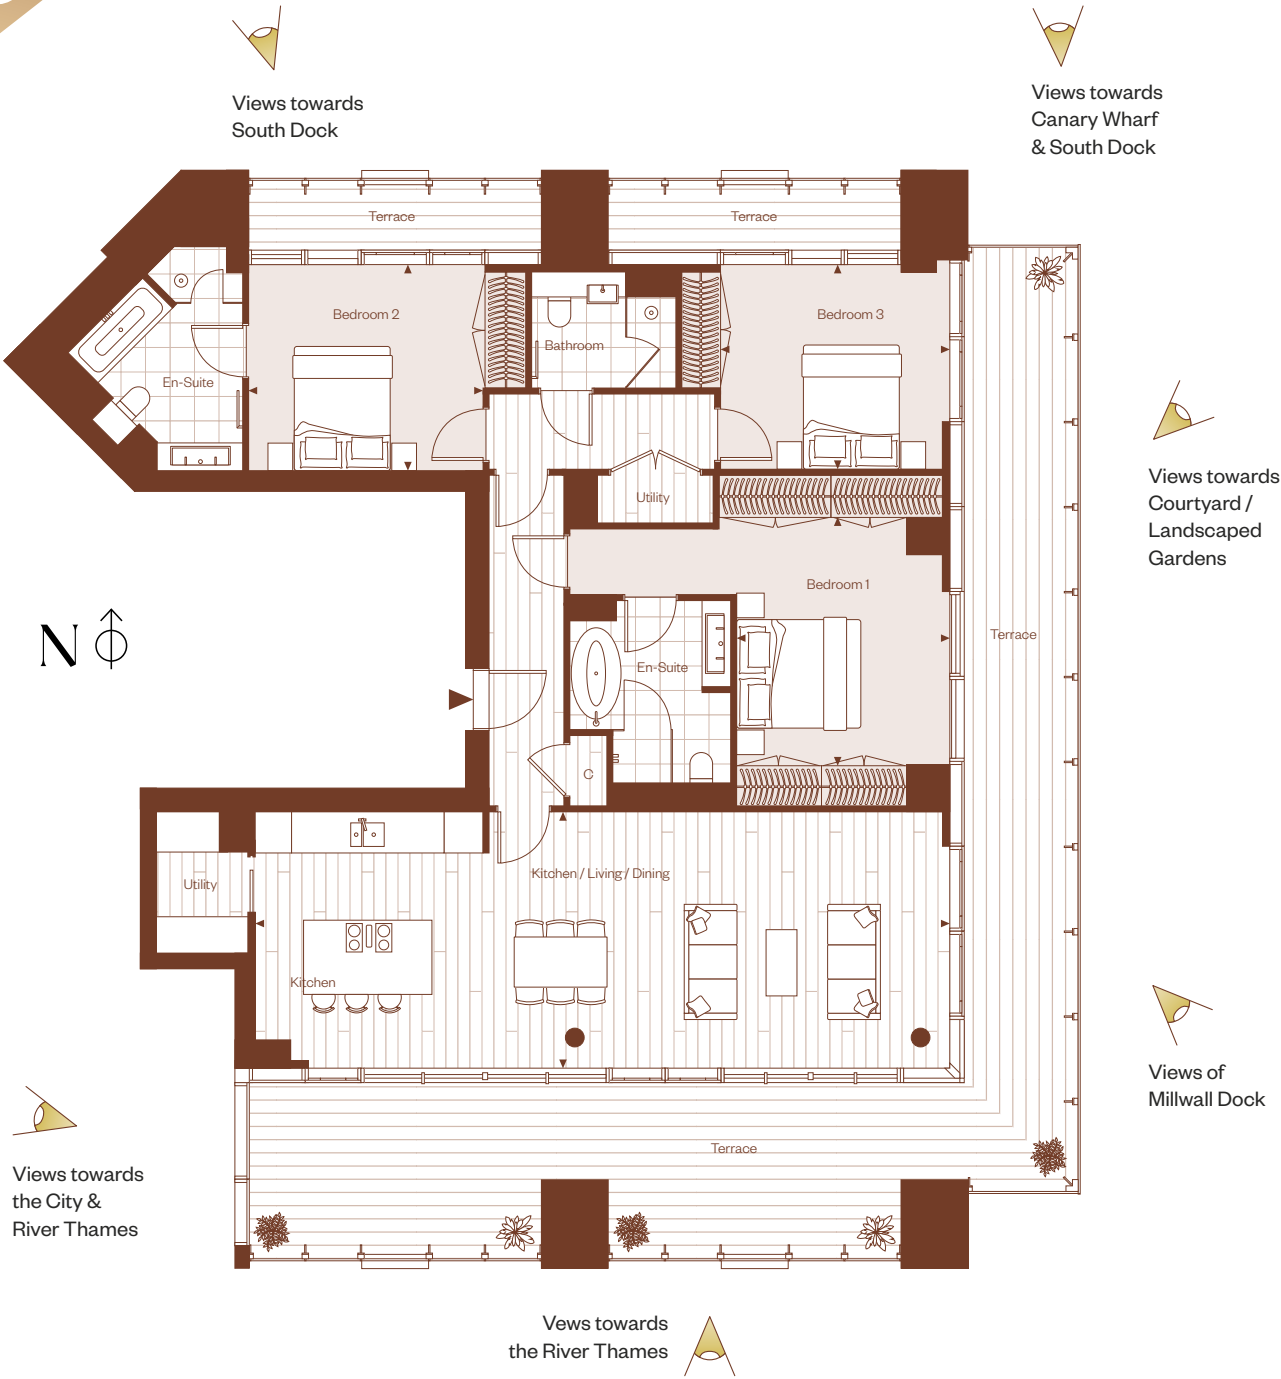 Views towards
South Dock
Views towards
Canary Wharf
& South Dock
Terrace
Terrace
Bedroom 2
Bedroom 3
Bathroom
En-Suite
Views towards
Courtyard /
Landscaped
Gardens
Utility
Bedroom 1
N
Terrace
En-Suite
C
Kitchen / Living / Dining
Utility
Kitchen
Views of
Millwall Dock
Terrace
Views towards
the City &
River Thames
Vews towards
the River Thames